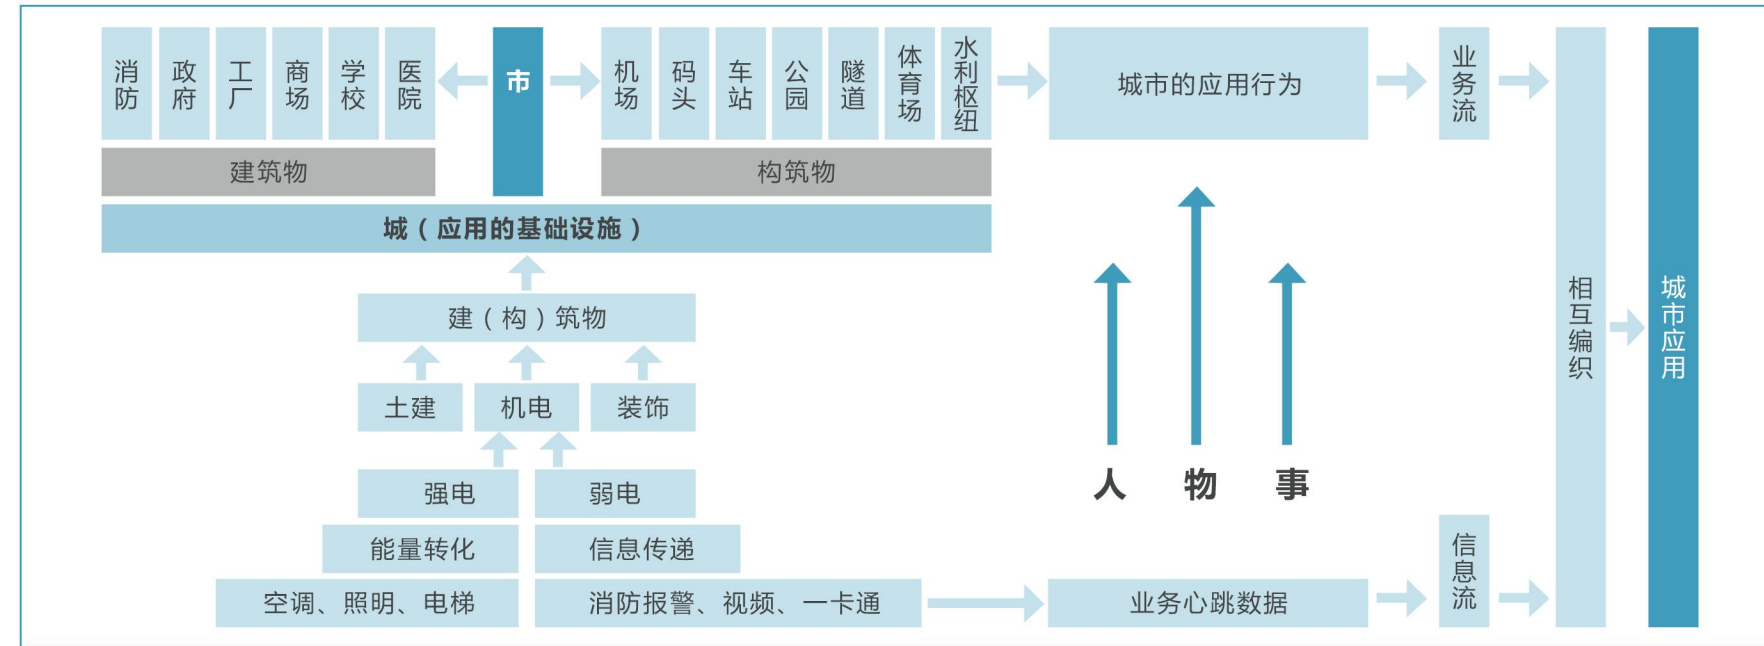 消防
政府
工厂
商场
学校
医院
市
机场
码头
车站
公园
隧道
体育场
水利枢纽
城市的应用行为
业务流
建筑物
构筑物
城（应用的基础设施）
建（构）筑物
相互编织
城市应用
土建
机电
装饰
人
物
事
强电
弱电
能量转化
信息传递
信息流
空调、照明、电梯
消防报警、视频、一卡通
业务心跳数据